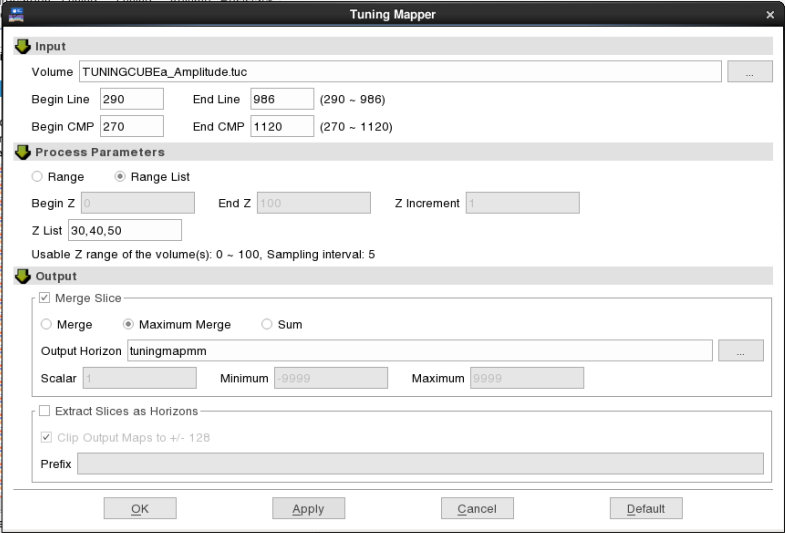 Tuning Mapper
Input
Volume TUNINGCUBEa_Amplitude.tuc ...
Begin Line 290 End Line 986 (290 ~ 986)
Begin CMP 270 End CMP 1120 (270 ~ 1120)
Process Parameters
Range Range List
Begin Z 0 End Z 100 Z Increment 1
Z List 30,40,50
Usable Z range of the volume(s): 0 ~ 100, Sampling interval: 5
Output
Merge Slice
Merge Maximum Merge Sum
Output Horizon tuningmapmm ...
Scalar 1 Minimum -9999 Maximum 9999
Extract Slices as Horizons
Clip Output Maps to +/- 128
Prefix
OK Apply Cancel Default